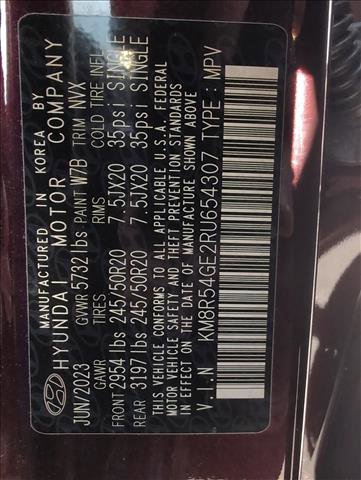 MANUFACTURED IN KOREA BY
HYUNDAI MOTOR COMPANY
JUN/2023 GVWR 5732 lbs PAINT W7B TRIM NVX
GAWR TIRES RIMS COLD TIRE INFL
FRONT 2954 lbs 245/50R20 7.5JX20 35psi SINGLE
REAR 3197 lbs 245/50R20 7.5JX20 35psi SINGLE
THIS VEHICLE CONFORMS TO ALL APPLICABLE U.S.A. FEDERAL
MOTOR VEHICLE SAFETY AND THEFT PREVENTION STANDARDS
IN EFFECT ON THE DATE OF MANUFACTURE SHOWN ABOVE.
V.I.N : KM8R54GE2RU654307 TYPE : MPV